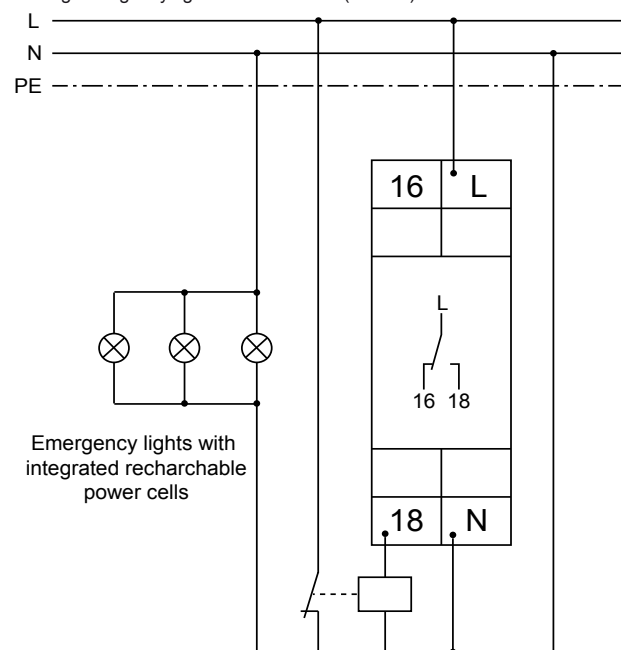 L
N
PE
16 L
L
16 18
Emergency lights with
integrated recharchable
power cells
18 N